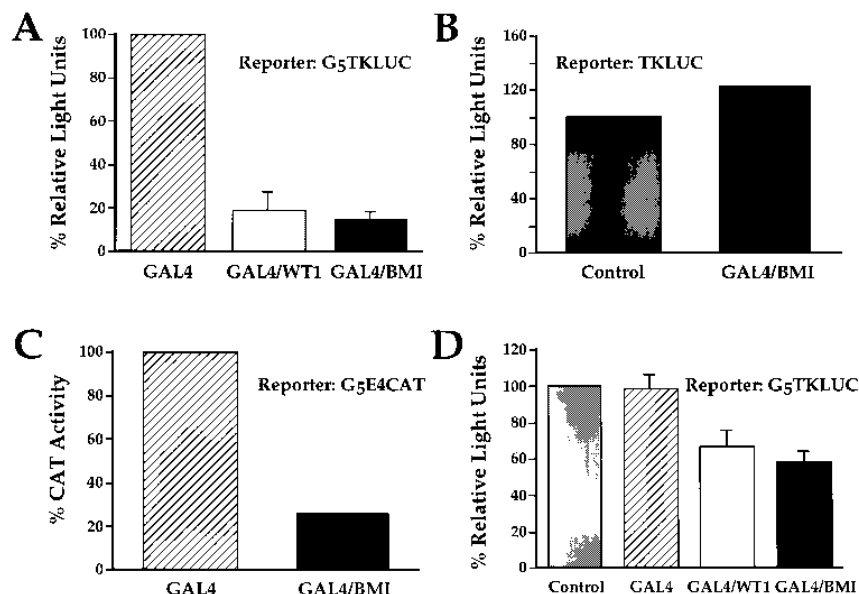 A
% Relative Light Units
100
80
60
40
20
0
Reporter: G5TKLUC
GAL4 GAL4/WT1 GAL4/BMI
B
% Relative Light Units
160
120
80
40
0
Reporter: TKLUC
Control GAL4/BMI
C
% CAT Activity
100
80
60
40
20
0
Reporter: G5E4CAT
GAL4 GAL4/BMI
D
% Relative Light Units
120
100
80
60
40
20
0
Reporter: G5TKLUC
Control GAL4 GAL4/WT1 GAL4/BMI